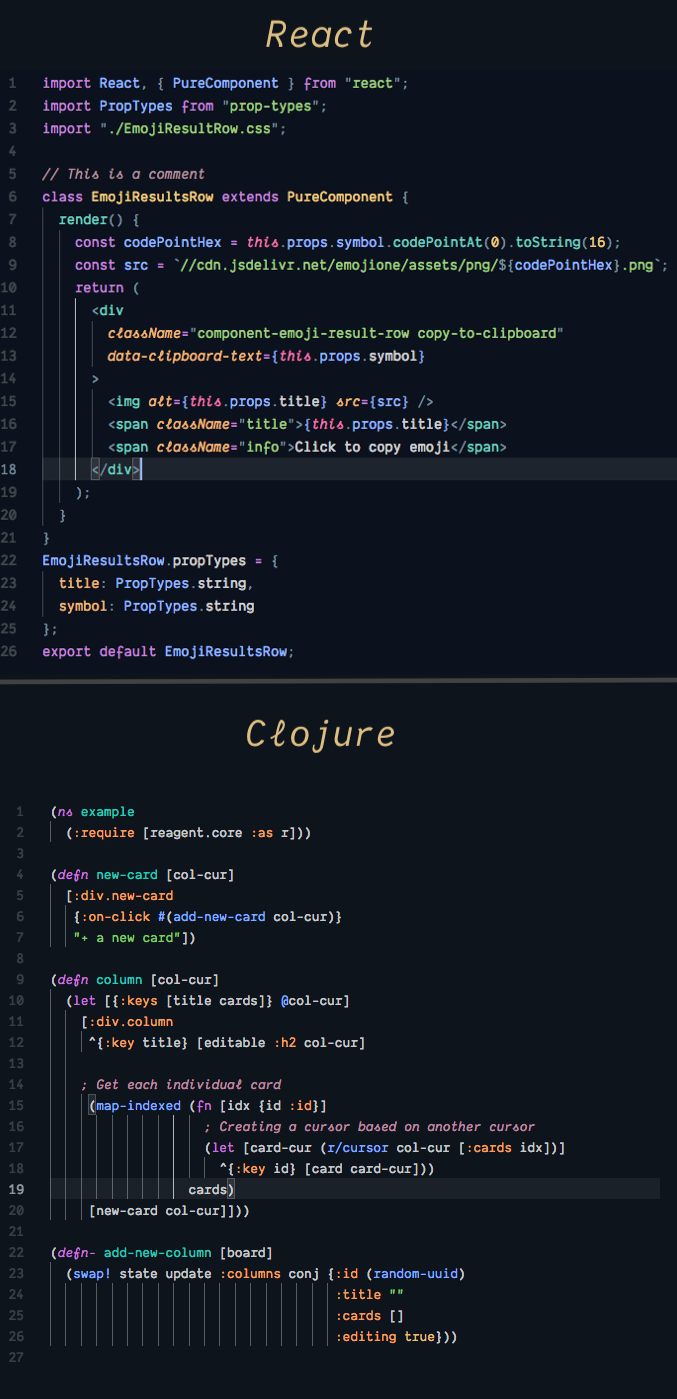 React
1 import React, { PureComponent } from "react";
2 import PropTypes from "prop-types";
3 import "./EmojiResultRow.css";
4
5 // This is a comment
6 class EmojiResultsRow extends PureComponent {
7 render() {
8 const codePointHex = this.props.symbol.codePointAt(0).toString(16);
9 const src = `//cdn.jsdelivr.net/emojione/assets/png/${codePointHex}.png`;
10 return (
11 <div
12 className="component-emoji-result-row copy-to-clipboard"
13 data-clipboard-text={this.props.symbol}
14 >
15 <img alt={this.props.title} src={src} />
16 <span className="title">{this.props.title}</span>
17 <span className="info">Click to copy emoji</span>
18 </div>
19 );
20 }
21 }
22 EmojiResultsRow.propTypes = {
23 title: PropTypes.string,
24 symbol: PropTypes.string
25 };
26 export default EmojiResultsRow;
Clojure
1 (ns example
2 (:require [reagent.core :as r]))
3
4 (defn new-card [col-cur]
5 [:div.new-card
6 {:on-click #(add-new-card col-cur)}
7 "+ a new card"])
8
9 (defn column [col-cur]
10 (let [{:keys [title cards]} @col-cur]
11 [:div.column
12 ^{:key title} [editable :h2 col-cur]
13
14 ; Get each individual card
15 (map-indexed (fn [idx {id :id}]
16 ; Creating a cursor based on another cursor
17 (let [card-cur (r/cursor col-cur [:cards idx])]
18 ^{:key id} [card card-cur]))
19 cards)
20 [new-card col-cur]]))
21
22 (defn- add-new-column [board]
23 (swap! state update :columns conj {:id (random-uuid)
24 :title ""
25 :cards []
26 :editing true}))
27